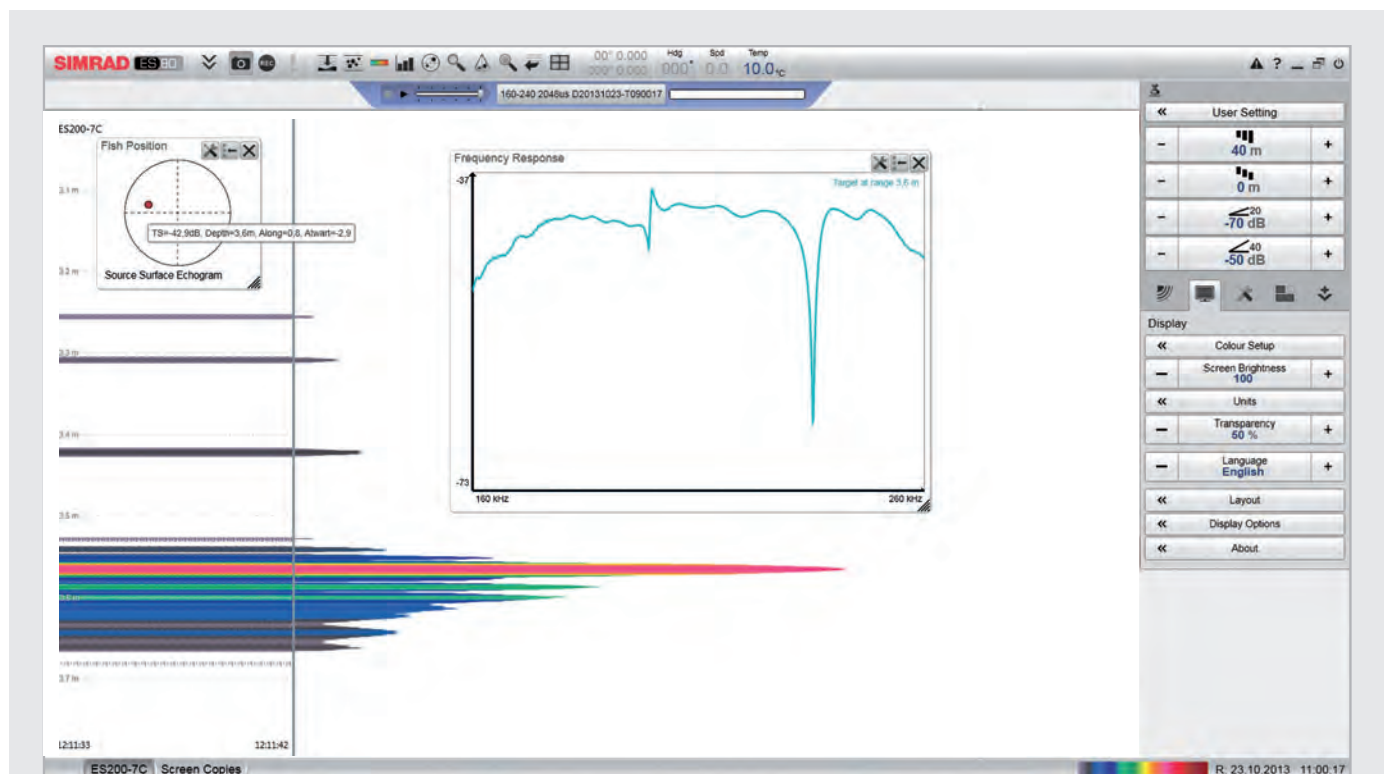 SIMRAD ES80
REC
00° 0.000
000° 0.000
Hdg
000°
Spd
0.0
Temp
10.0°C
?
160-240 2048us D20131023-T090017
ES200-7C
Fish Position
TS=-42,9dB, Depth=3,6m, Along=0,8, Atwart=-2,9
Source Surface Echogram
3.1 m
3.2 m
3.3 m
3.4 m
3.5 m
3.6 m
3.7 m
12:11:33
12:11:42
Frequency Response
Target at range 3,6 m
-37
-73
160 KHZ
260 KHZ
« User Setting
- 40 m +
- 0 m +
- 20 -70 dB +
- 40 -50 dB +
Display
« Colour Setup
- Screen Brightness +
100
« Units
- Transparency +
50 %
- Language +
English
« Layout
« Display Options
« About
ES200-7C Screen Copies
R: 23.10.2013 11:00:17